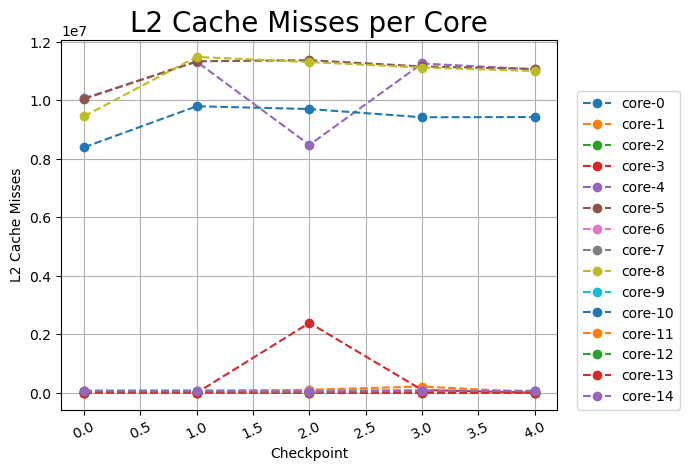 L2 Cache Misses per Core
1e7
1.2
1.0
0.8
0.6
0.4
0.2
0.0
L2 Cache Misses
0.0 0.5 1.0 1.5 2.0 2.5 3.0 3.5 4.0
Checkpoint
core-0
core-1
core-2
core-3
core-4
core-5
core-6
core-7
core-8
core-9
core-10
core-11
core-12
core-13
core-14